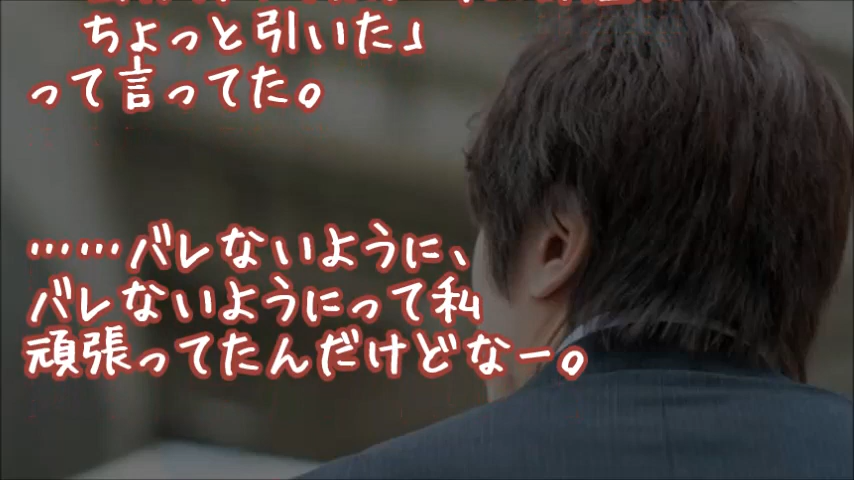 ちょっと引いた」
って言ってた。
……バレないように、
バレないようにって私
頑張ってたんだけどなー。